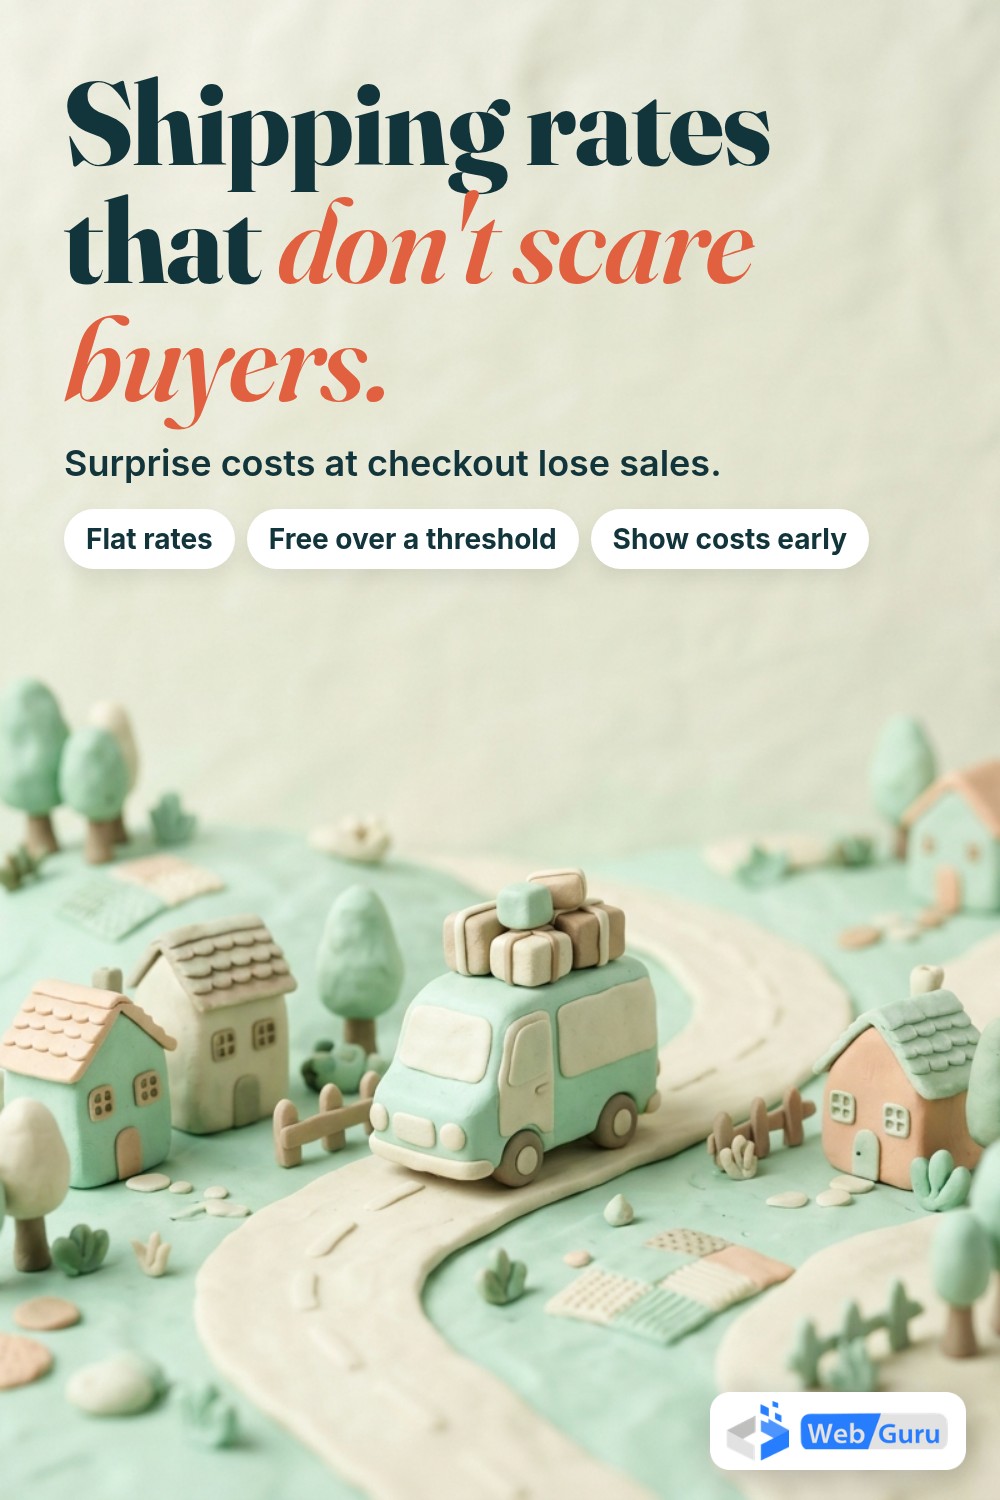 Shipping rates
that don't scare
buyers.
Surprise costs at checkout lose sales.
Flat rates
Free over a threshold
Show costs early
Web Guru